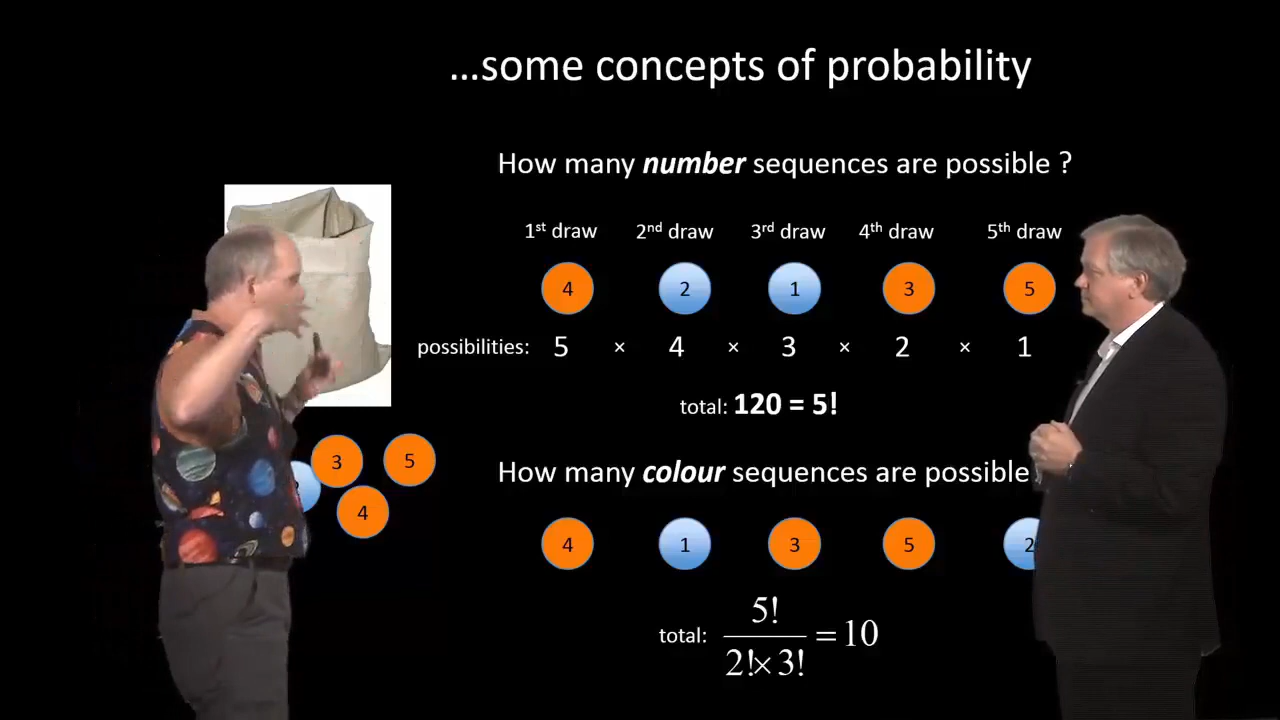 ...some concepts of probability
How many number sequences are possible ?
1st draw 2nd draw 3rd draw 4th draw 5th draw
4 2 1 3 5
possibilities: 5 × 4 × 3 × 2 × 1
total: 120 = 5!
3 5
4
How many colour sequences are possible
4 1 3 5 2
5!
total: = 10
2!× 3!